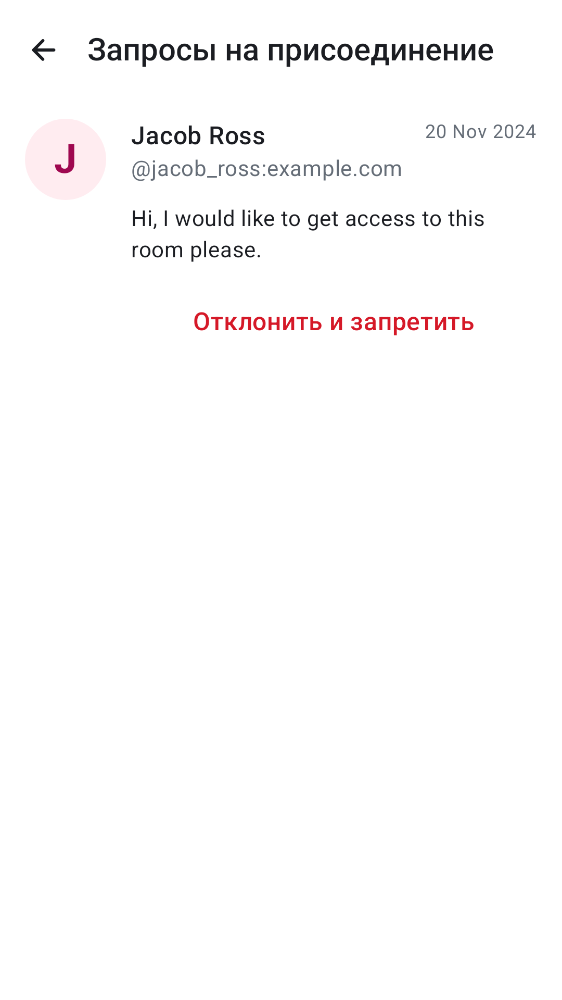 Запросы на присоединение
J
Jacob Ross
20 Nov 2024
@jacob_ross:example.com
Hi, I would like to get access to this
room please.
Отклонить и запретить